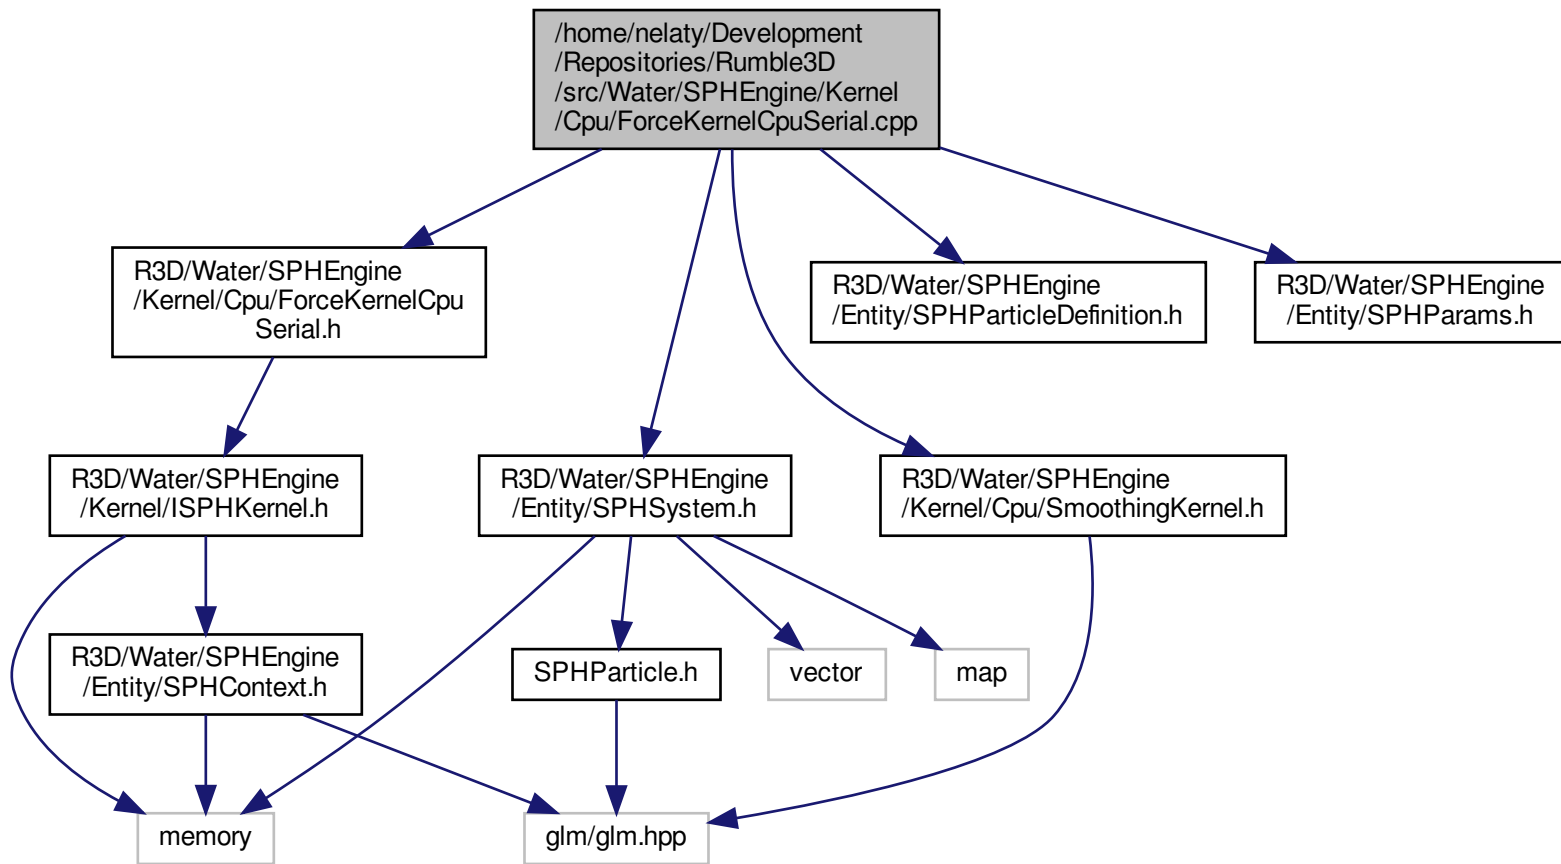 /home/nelaty/Development
/Repositories/Rumble3D
/src/Water/SPHEngine/Kernel
/Cpu/ForceKernelCpuSerial.cpp
R3D/Water/SPHEngine
/Kernel/Cpu/ForceKernelCpu
Serial.h
R3D/Water/SPHEngine
/Entity/SPHParticleDefinition.h
R3D/Water/SPHEngine
/Entity/SPHParams.h
R3D/Water/SPHEngine
/Kernel/ISPHKernel.h
R3D/Water/SPHEngine
/Entity/SPHSystem.h
R3D/Water/SPHEngine
/Kernel/Cpu/SmoothingKernel.h
R3D/Water/SPHEngine
/Entity/SPHContext.h
SPHParticle.h
vector
map
memory
glm/glm.hpp